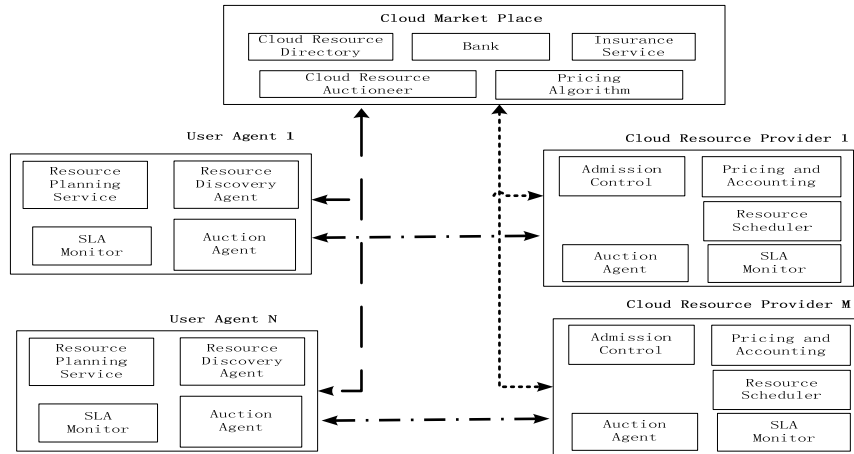 Cloud Market Place
Cloud Resource
Directory
Bank
Insurance
Service
Cloud Resource
Auctioneer
Pricing
Algorithm
User Agent 1
Resource
Planning
Service
Resource
Discovery
Agent
SLA
Monitor
Auction
Agent
Cloud Resource Provider 1
Admission
Control
Pricing and
Accounting
Resource
Scheduler
Auction
Agent
SLA
Monitor
User Agent N
Resource
Planning
Service
Resource
Discovery
Agent
SLA
Monitor
Auction
Agent
Cloud Resource Provider M
Admission
Control
Pricing and
Accounting
Resource
Scheduler
Auction
Agent
SLA
Monitor